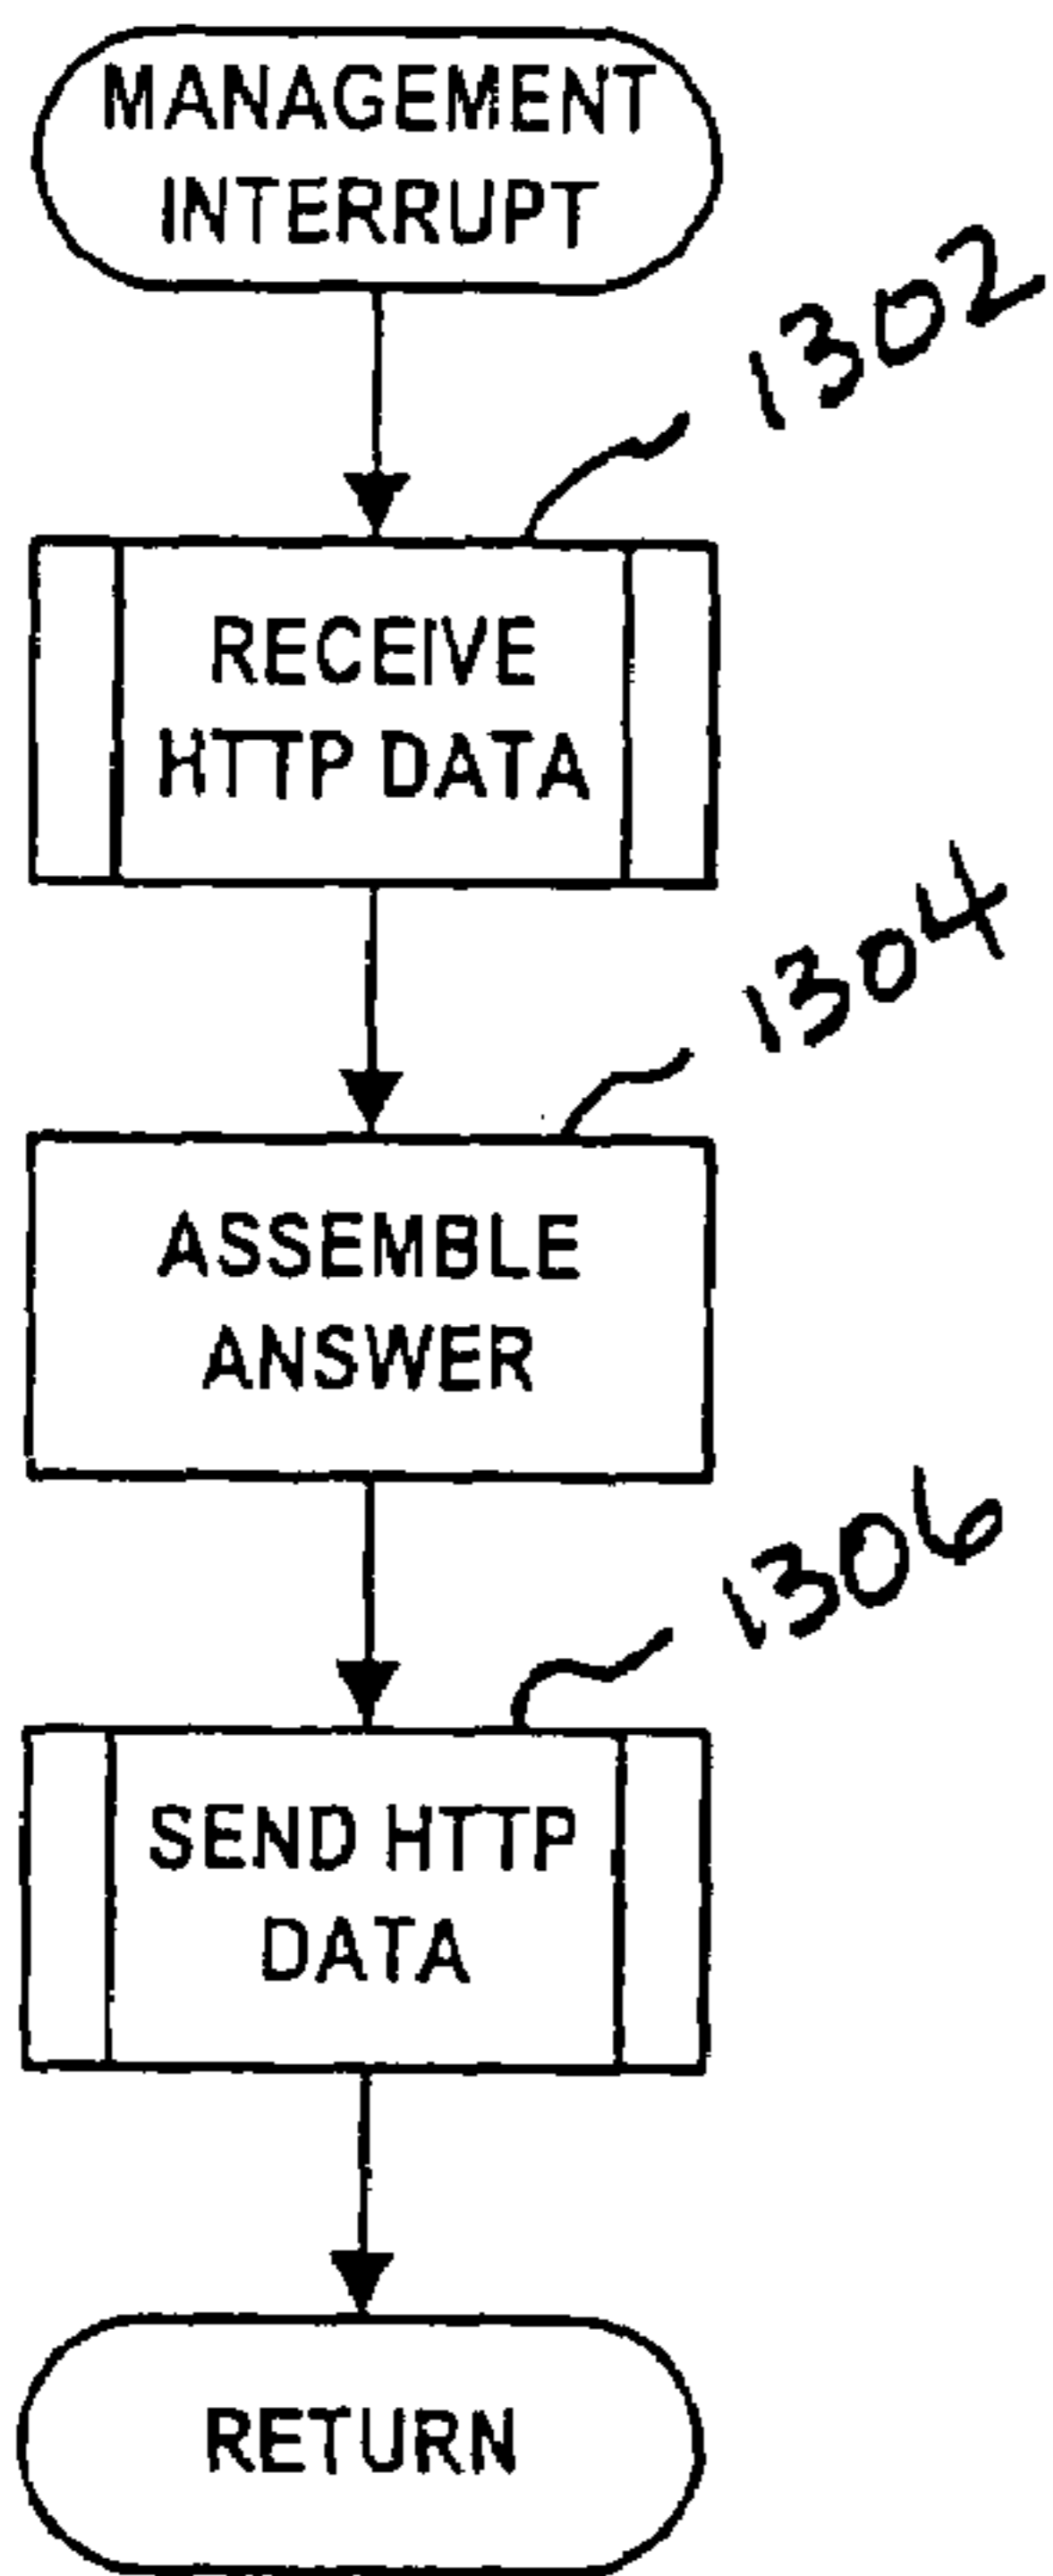 MANAGEMENT
INTERRUPT
1302
RECEIVE
HTTP DATA
1304
ASSEMBLE
ANSWER
1306
SEND HTTP
DATA
RETURN